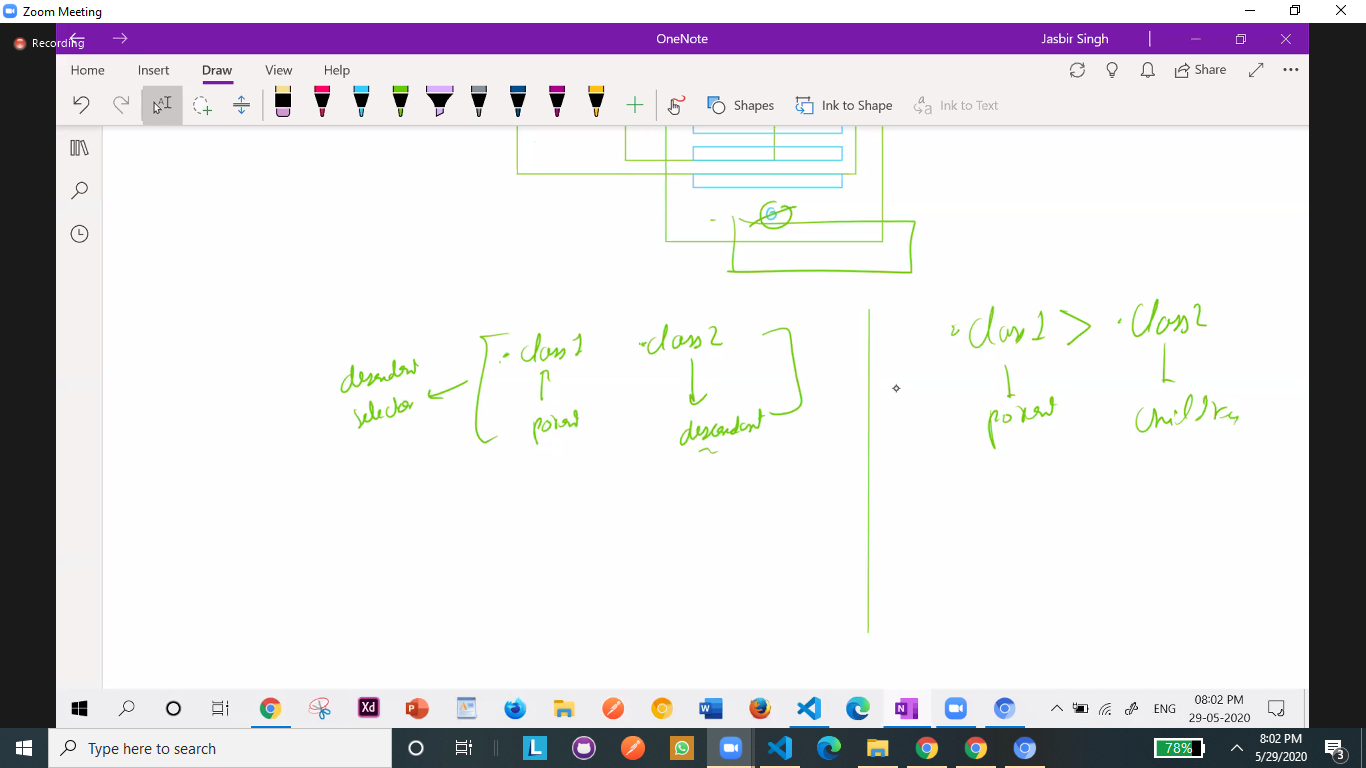 Zoom Meeting
Recording
OneNote
Jasbir Singh
Home Insert Draw View Help
Share
Shapes
Ink to Shape
Ink to Text
.class1 .class2
desendent
selector
parent
descendant
.class1 > .class2
parent
children
ENG
08:02 PM
29-05-2020
Type here to search
78%
8:02 PM
5/29/2020
3